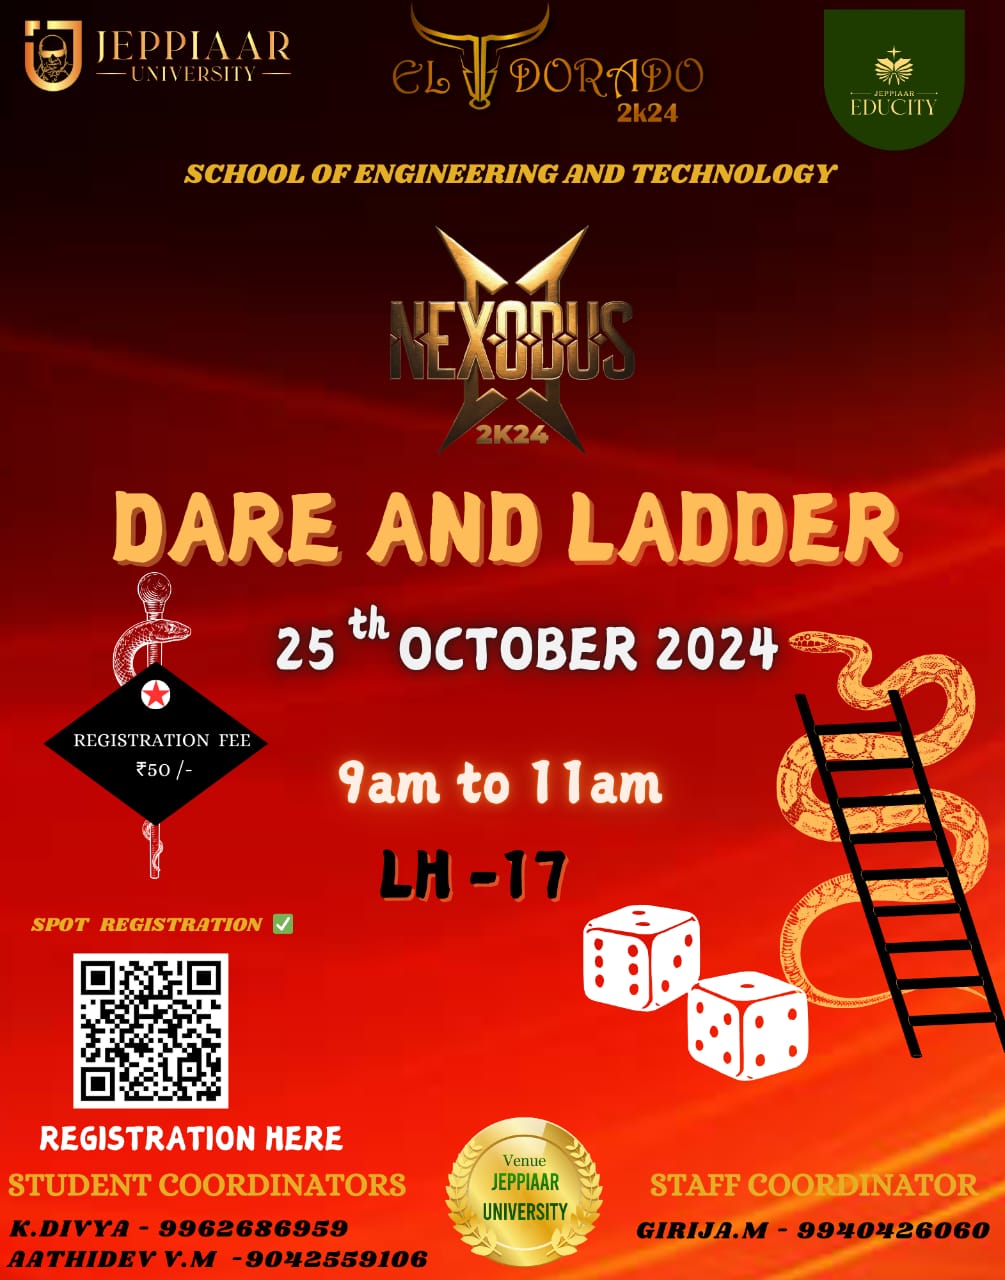 JEPPIAAR
UNIVERSITY
EL DORADO
2k24
JEPPIAAR
EDUCITY
SCHOOL OF ENGINEERING AND TECHNOLOGY
NEXODUS
2K24
DARE AND LADDER
25th OCTOBER 2024
REGISTRATION FEE
₹50 /-
9am to 11am
LH -17
SPOT REGISTRATION ✅
REGISTRATION HERE
STUDENT COORDINATORS
K.DIVYA - 9962686959
AATHIDEV V.M -9042559106
Venue
JEPPIAAR
UNIVERSITY
STAFF COORDINATOR
GIRIJA.M - 9940426060